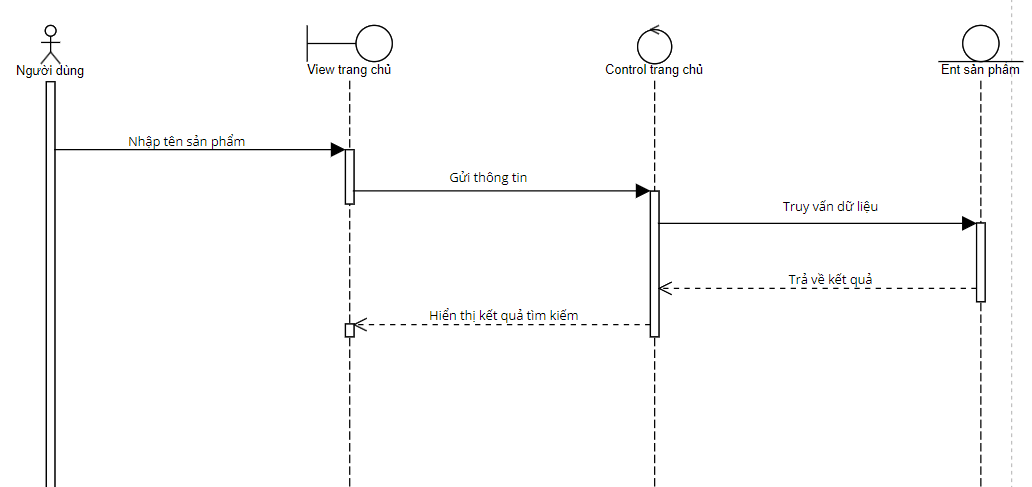 Người dùng
View trang chủ
Control trang chủ
Ent sản phẩm
Nhập tên sản phẩm
Gửi thông tin
Truy vấn dữ liệu
Trả về kết quả
Hiển thị kết quả tìm kiếm